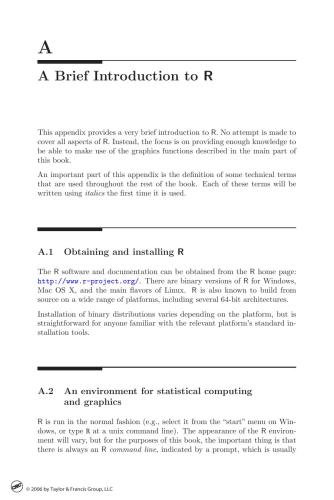 A
A Brief Introduction to R
This appendix provides a very brief introduction to R. No attempt is made to
cover all aspects of R. Instead, the focus is on providing enough knowledge to
be able to make use of the graphics functions described in the main part of
this book.
An important part of this appendix is the definition of some technical terms
that are used throughout the rest of the book. Each of these terms will be
written using italics the first time it is used.
A.1 Obtaining and installing R
The R software and documentation can be obtained from the R home page:
http://www.r-project.org/. There are binary versions of R for Windows,
Mac OS X, and the main flavors of Linux. R is also known to build from
source on a wide range of platforms, including several 64-bit architectures.
Installation of binary distributions varies depending on the platform, but is
straightforward for anyone familiar with the relevant platform's standard in-
stallation tools.
A.2 An environment for statistical computing
and graphics
R is run in the normal fashion (e.g., select it from the "start" menu on Win-
dows, or type R at a unix command line). The appearance of the R environ-
ment will vary, but for the purposes of this book, the important thing is that
there is always an R command line, indicated by a prompt, which is usually
© 2006 by Taylor & Francis Group, LLC